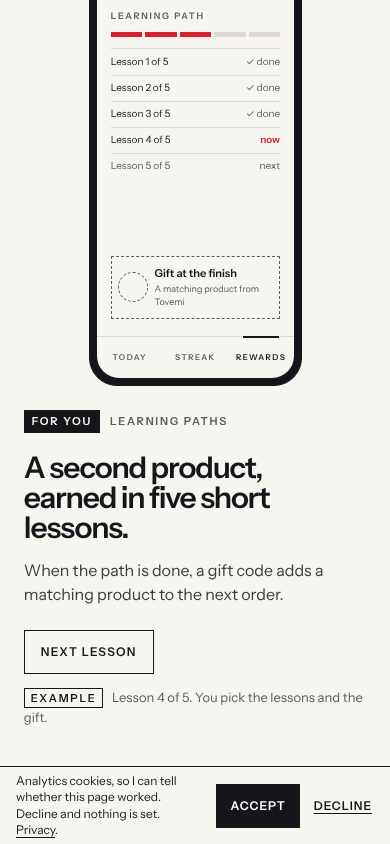 LEARNING PATH
Lesson 1 of 5 ✓ done
Lesson 2 of 5 ✓ done
Lesson 3 of 5 ✓ done
Lesson 4 of 5 now
Lesson 5 of 5 next
Gift at the finish
A matching product from
Tovemi
TODAY STREAK REWARDS
FOR YOU LEARNING PATHS
A second product,
earned in five short
lessons.
When the path is done, a gift code adds a
matching product to the next order.
NEXT LESSON
EXAMPLE Lesson 4 of 5. You pick the lessons and the
gift.
Analytics cookies, so I can tell
whether this page worked.
Decline and nothing is set.
Privacy.
ACCEPT DECLINE